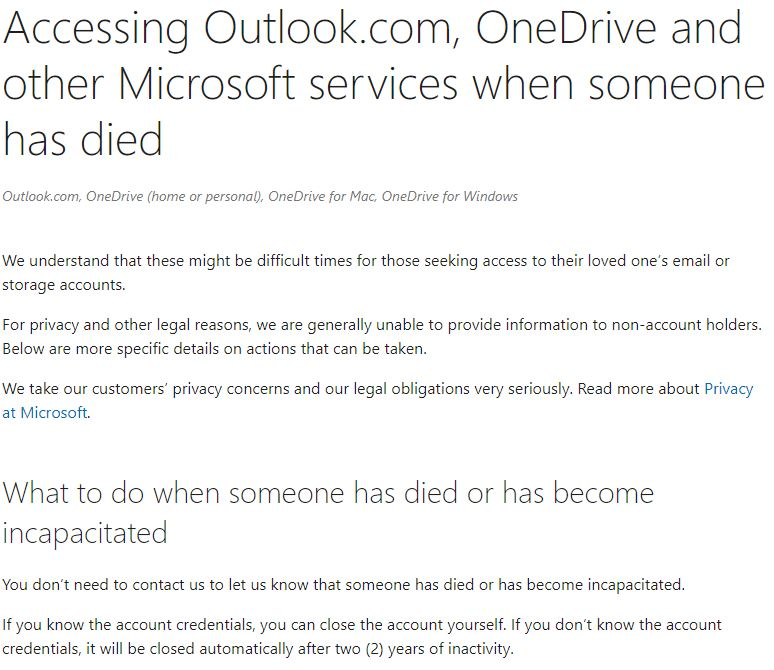 Accessing Outlook.com, OneDrive and
other Microsoft services when someone
has died
Outlook.com, OneDrive (home or personal), OneDrive for Mac, OneDrive for Windows
We understand that these might be difficult times for those seeking access to their loved one's email or
storage accounts.
For privacy and other legal reasons, we are generally unable to provide information to non-account holders.
Below are more specific details on actions that can be taken.
We take our customers' privacy concerns and our legal obligations very seriously. Read more about Privacy
at Microsoft.
What to do when someone has died or has become
incapacitated
You don't need to contact us to let us know that someone has died or has become incapacitated.
If you know the account credentials, you can close the account yourself. If you don't know the account
credentials, it will be closed automatically after two (2) years of inactivity.